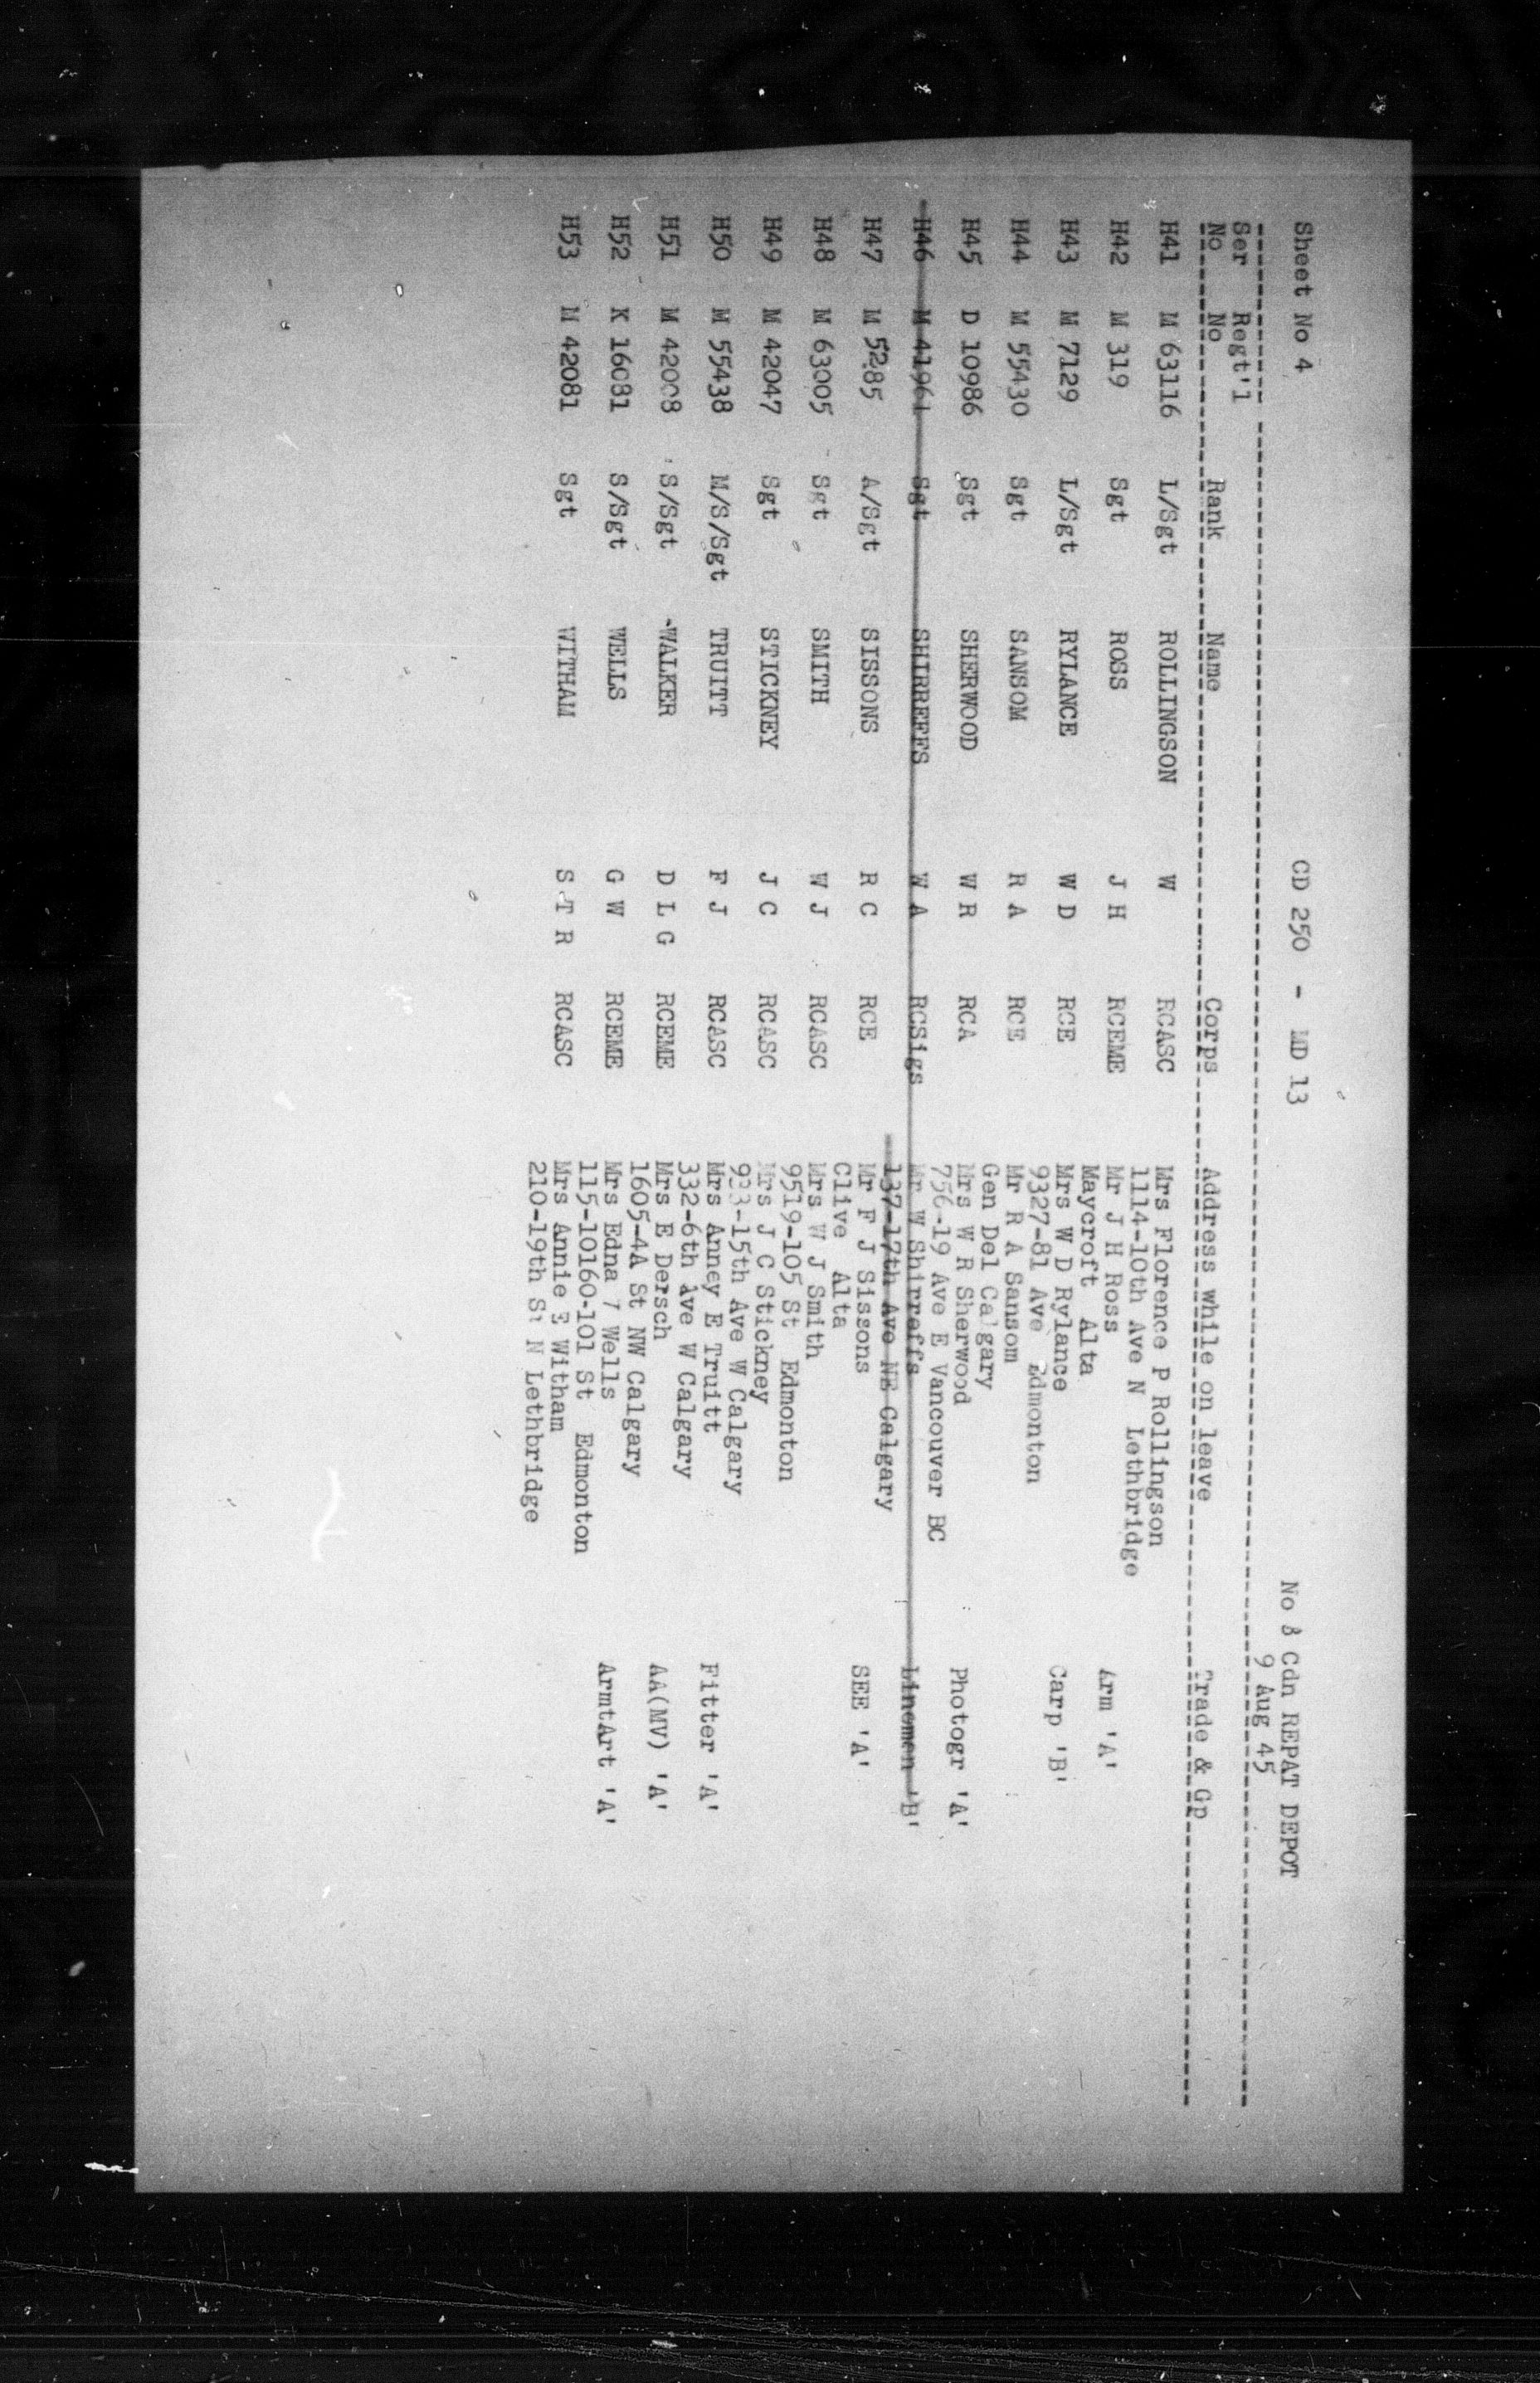 Sheet No 4 CD 250 - MD 13 No 8 Cdn REPAT DEPOT
9 Aug 45
Ser Regt'l
No No Rank Name Corps Address while on leave Trade & Gp
H41 M 63116 L/Sgt ROLLINGSON W RCASC Mrs Florence P Rollingson
1114-10th Ave N Lethbridge
H42 M 319 Sgt ROSS J H RCEME Mr J H Ross Arm 'A'
Maycroft Alta
H43 M 7129 L/Sgt RYLANCE W D RCE Mrs W D Rylance Carp 'B'
9327-81 Ave Edmonton
H44 M 55430 Sgt SANSOM R A RCE Mr R A Sansom
Gen Del Calgary
H45 D 10986 Sgt SHERWOOD W R RCA Mrs W R Sherwood Photogr 'A'
756-19 Ave E Vancouver BC
H46 M 41961 Sgt SHIRREFFS W A RCSigs Mr W Shirreffs Linemen 'B'
137-17th Ave NE Calgary
H47 M 5285 A/Sgt SISSONS R C RCE Mr F J Sissons SEE 'A'
Clive Alta
H48 M 63005 Sgt SMITH W J RCASC Mrs W J Smith
9519-105 St Edmonton
H49 M 42047 Sgt STICKNEY J C RCASC Mrs J C Stickney
933-15th Ave W Calgary
H50 M 55438 M/S/Sgt TRUITT F J RCASC Mrs Anney E Truitt Fitter 'A'
332-6th Ave W Calgary
H51 M 42008 S/Sgt -WALKER D L G RCEME Mrs E Dersch AA(MV) 'A'
1605-4A St NW Calgary
H52 K 16081 S/Sgt WELLS G W RCEME Mrs Edna Wells ArmtArt 'A'
115-10160-101 St Edmonton
H53 M 42081 Sgt WITHAM S T R RCASC Mrs Annie E Witham
210-19th St N Lethbridge